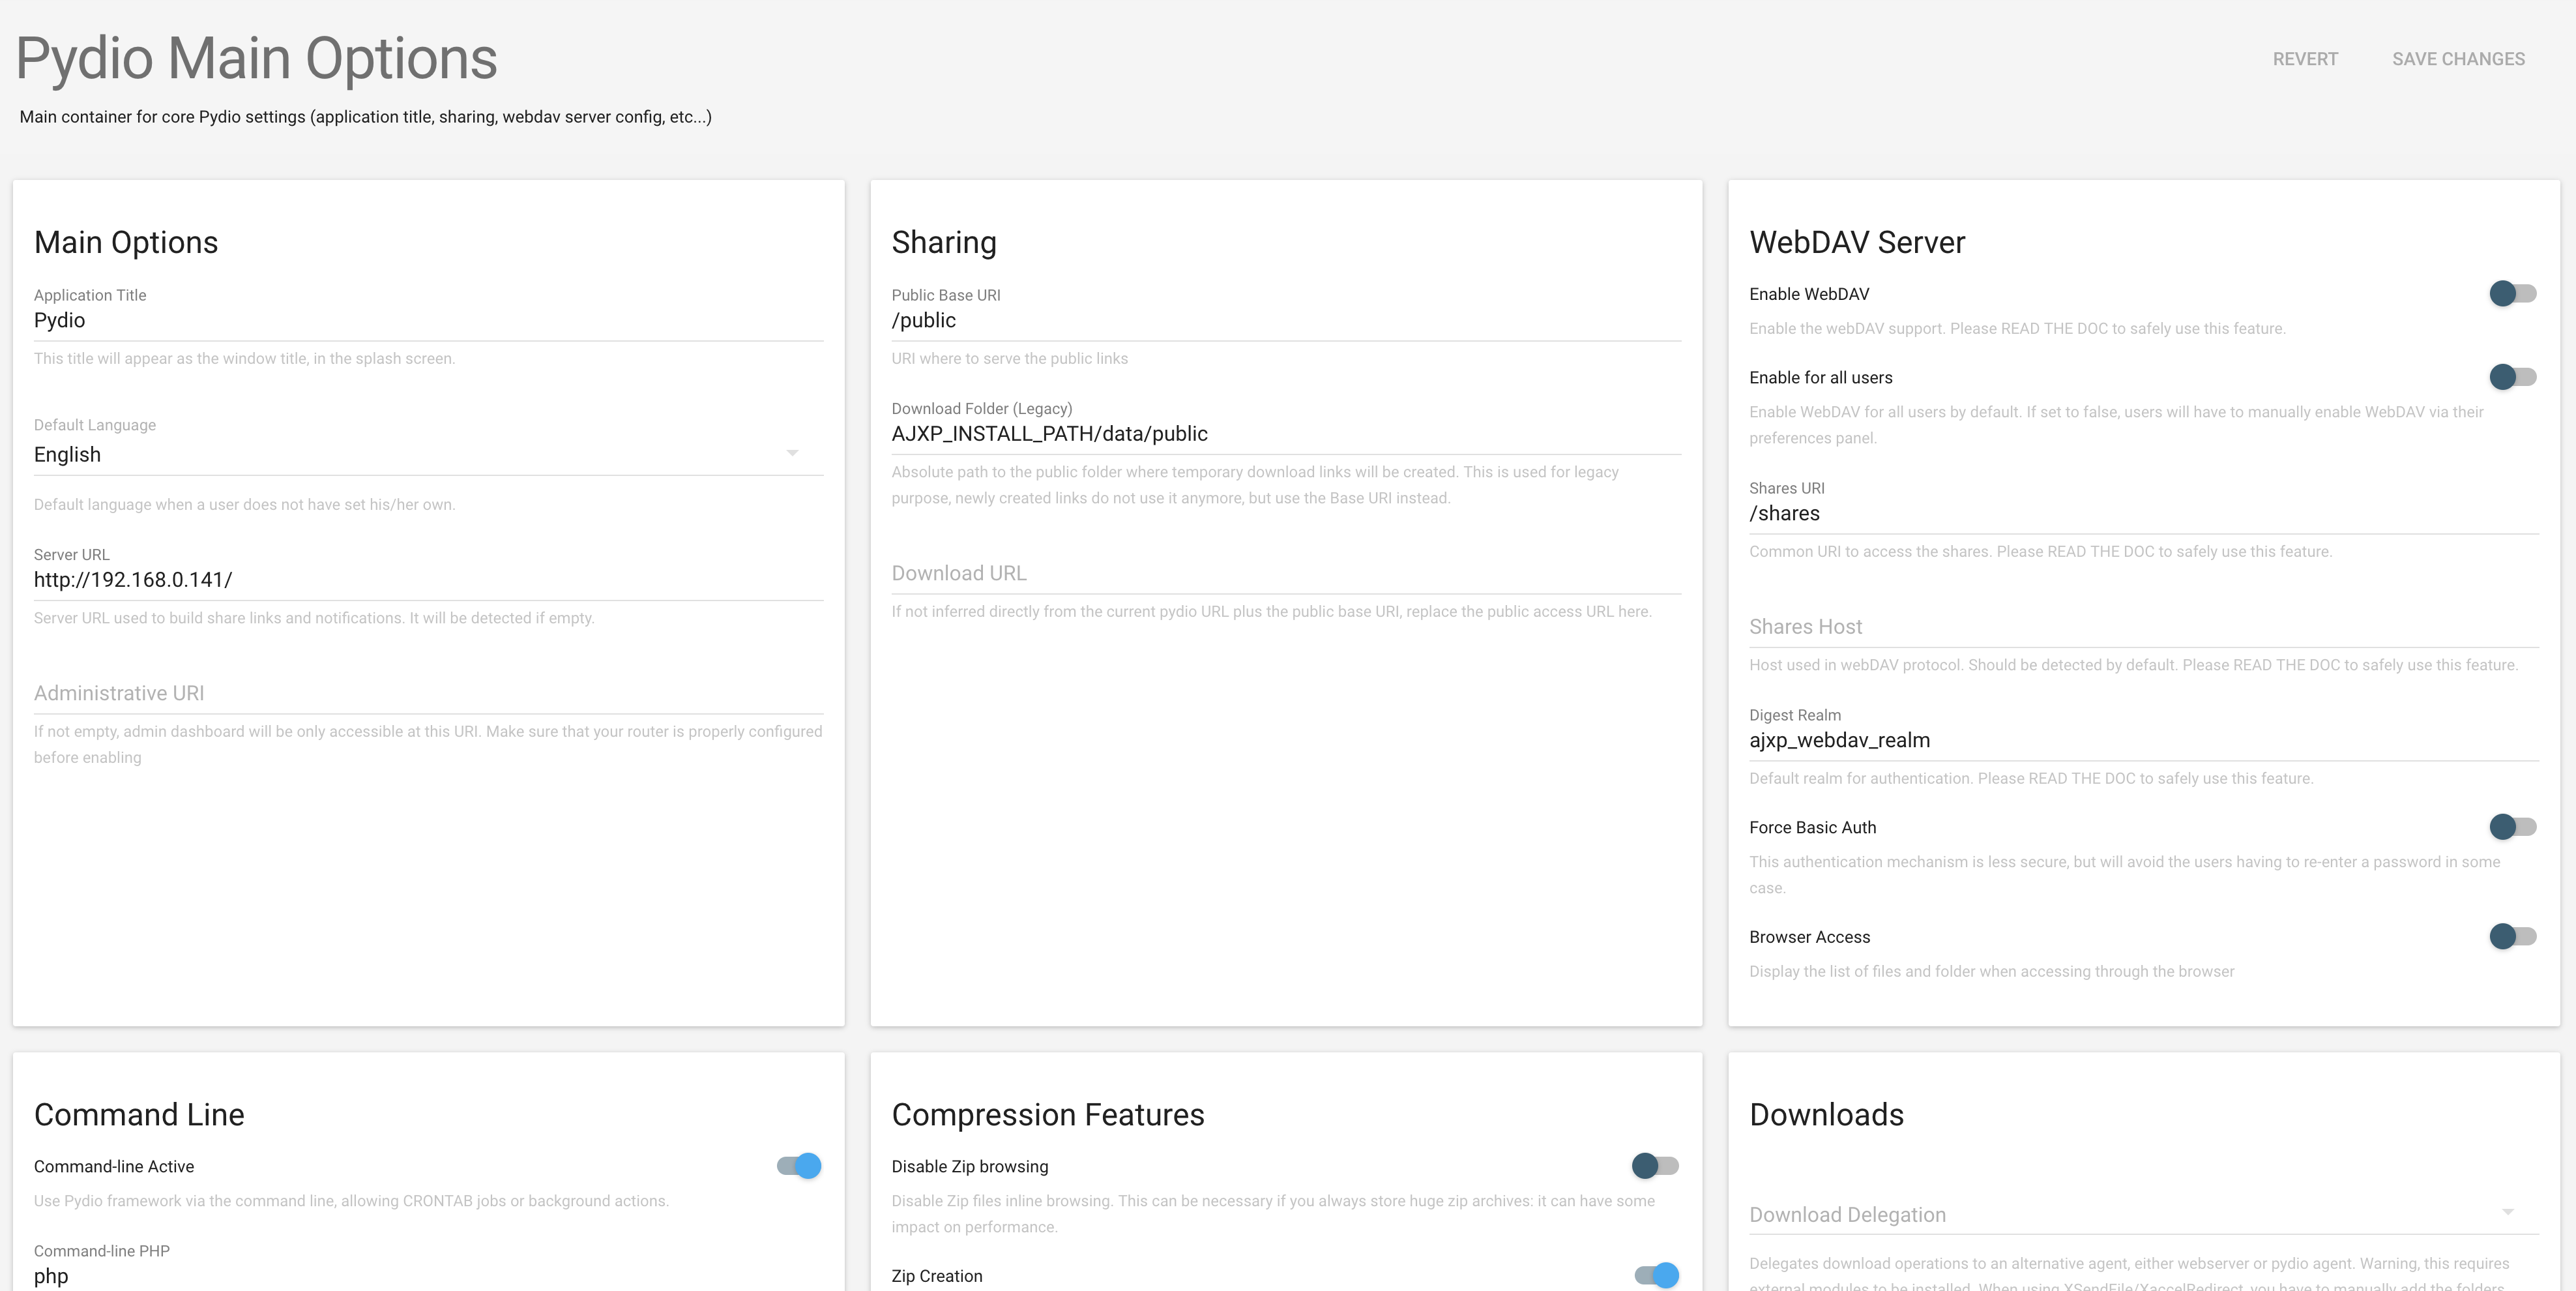 Pydio Main Options
REVERT
SAVE CHANGES
Main container for core Pydio settings (application title, sharing, webdav server config, etc...)
Main Options
Application Title
Pydio
This title will appear as the window title, in the splash screen.
Default Language
English
Default language when a user does not have set his/her own.
Server URL
http://192.168.0.141/
Server URL used to build share links and notifications. It will be detected if empty.
Administrative URI
If not empty, admin dashboard will be only accessible at this URI. Make sure that your router is properly configured
before enabling
Sharing
Public Base URI
/public
URI where to serve the public links
Download Folder (Legacy)
AJXP_INSTALL_PATH/data/public
Absolute path to the public folder where temporary download links will be created. This is used for legacy
purpose, newly created links do not use it anymore, but use the Base URI instead.
Download URL
If not inferred directly from the current pydio URL plus the public base URI, replace the public access URL here.
WebDAV Server
Enable WebDAV
Enable the webDAV support. Please READ THE DOC to safely use this feature.
Enable for all users
Enable WebDAV for all users by default. If set to false, users will have to manually enable WebDAV via their
preferences panel.
Shares URI
/shares
Common URI to access the shares. Please READ THE DOC to safely use this feature.
Shares Host
Host used in webDAV protocol. Should be detected by default. Please READ THE DOC to safely use this feature.
Digest Realm
ajxp_webdav_realm
Default realm for authentication. Please READ THE DOC to safely use this feature.
Force Basic Auth
This authentication mechanism is less secure, but will avoid the users having to re-enter a password in some
case.
Browser Access
Display the list of files and folder when accessing through the browser
Command Line
Command-line Active
Use Pydio framework via the command line, allowing CRONTAB jobs or background actions.
Command-line PHP
php
Compression Features
Disable Zip browsing
Disable Zip files inline browsing. This can be necessary if you always store huge zip archives: it can have some
impact on performance.
Zip Creation
Downloads
Download Delegation
Delegates download operations to an alternative agent, either webserver or pydio agent. Warning, this requires
external modules to be installed. When using XSendFile/XaccelRedirect, you have to manually add the folders